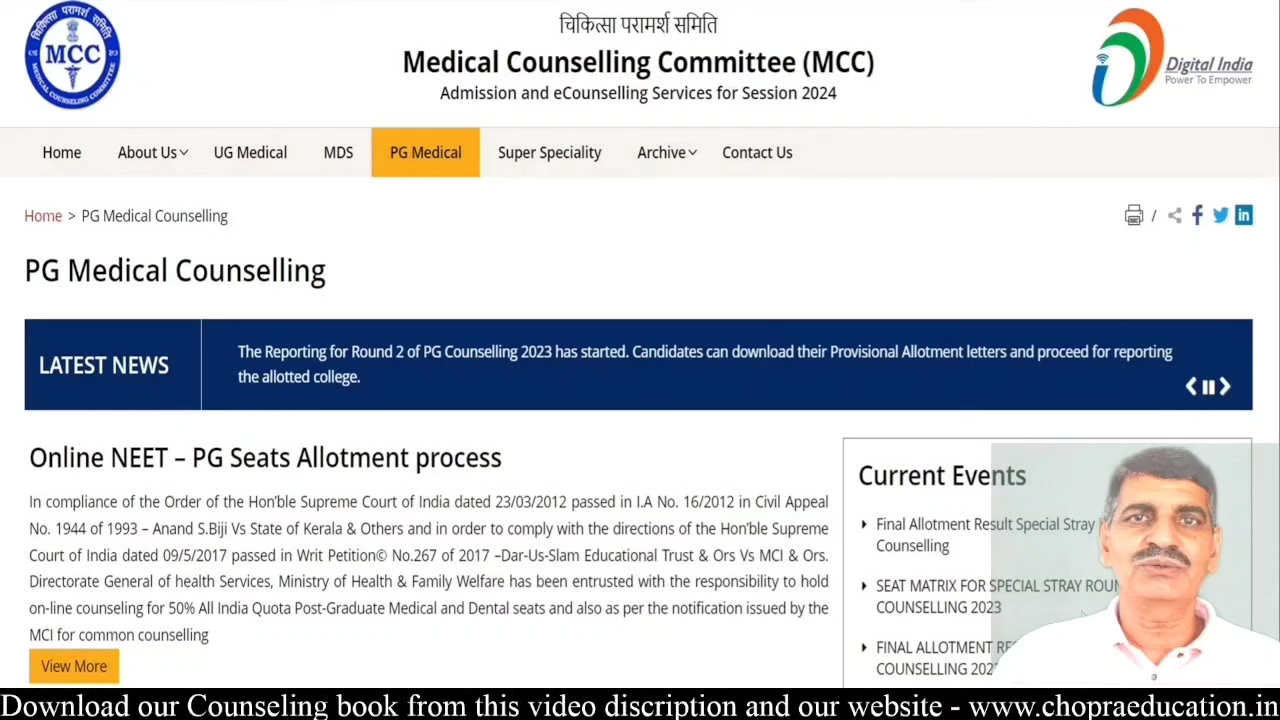 चिकित्सा परामर्श समिति
MCC
MEDICAL COUNSELLING COMMITTEE
चिकित्सा परामर्श समिति
Medical Counselling Committee (MCC)
Admission and eCounselling Services for Session 2024
Digital India
Power To Empower
Home About Us UG Medical MDS PG Medical Super Speciality Archive Contact Us
Home > PG Medical Counselling
/
PG Medical Counselling
LATEST NEWS
The Reporting for Round 2 of PG Counselling 2023 has started. Candidates can download their Provisional Allotment letters and proceed for reporting
the allotted college.
Online NEET – PG Seats Allotment process
In compliance of the Order of the Hon'ble Supreme Court of India dated 23/03/2012 passed in I.A No. 16/2012 in Civil Appeal
No. 1944 of 1993 – Anand S.Biji Vs State of Kerala & Others and in order to comply with the directions of the Hon'ble Supreme
Court of India dated 09/5/2017 passed in Writ Petition© No.267 of 2017 –Dar-Us-Slam Educational Trust & Ors Vs MCI & Ors.
Directorate General of health Services, Ministry of Health & Family Welfare has been entrusted with the responsibility to hold
on-line counseling for 50% All India Quota Post-Graduate Medical and Dental seats and also as per the notification issued by the
MCI for common counselling
View More
Current Events
Final Allotment Result Special Stray
Counselling
SEAT MATRIX FOR SPECIAL STRAY
COUNSELLING 2023
FINAL ALLOTMENT
COUNSELLING
Download our Counseling book from this video discription and our website - www.chopraeducation.in